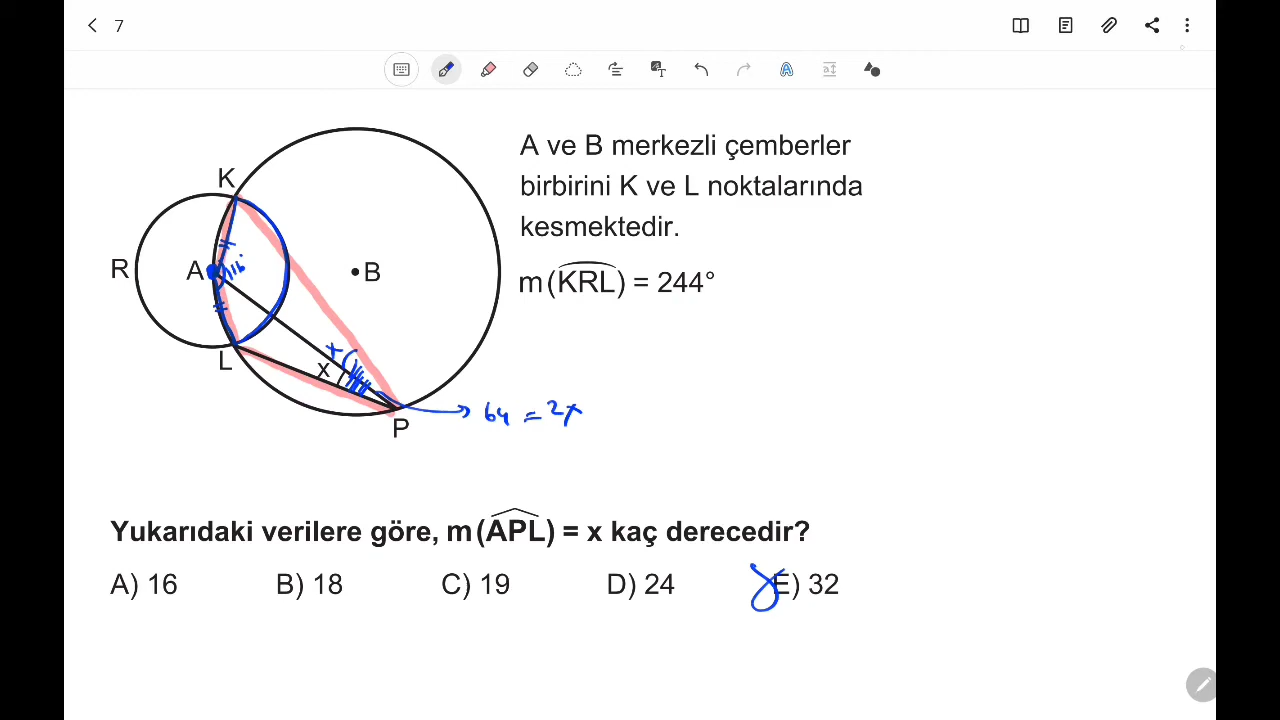 7
K
A ve B merkezli çemberler
birbirini K ve L noktalarında
kesmektedir.
R
A
116°
B
m(KRL) = 244°
L
x
x
P
64 = 2x
Yukarıdaki verilere göre, m(APL) = x kaç derecedir?
A) 16 B) 18 C) 19 D) 24 E) 32